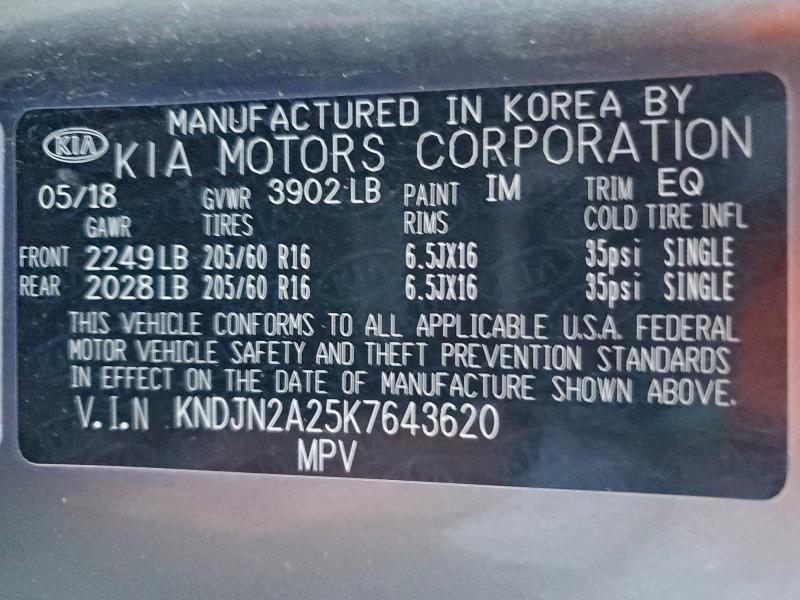 MANUFACTURED IN KOREA BY
KIA KIA MOTORS CORPORATION
05/18 GVWR 3902 LB PAINT IM TRIM EQ
GAWR TIRES RIMS COLD TIRE INFL
FRONT 2249 LB 205/60 R16 6.5JX16 35psi SINGLE
REAR 2028 LB 205/60 R16 6.5JX16 35psi SINGLE
THIS VEHICLE CONFORMS TO ALL APPLICABLE U.S.A. FEDERAL
MOTOR VEHICLE SAFETY AND THEFT PREVENTION STANDARDS
IN EFFECT ON THE DATE OF MANUFACTURE SHOWN ABOVE.
V.I.N KNDJN2A25K7643620
MPV